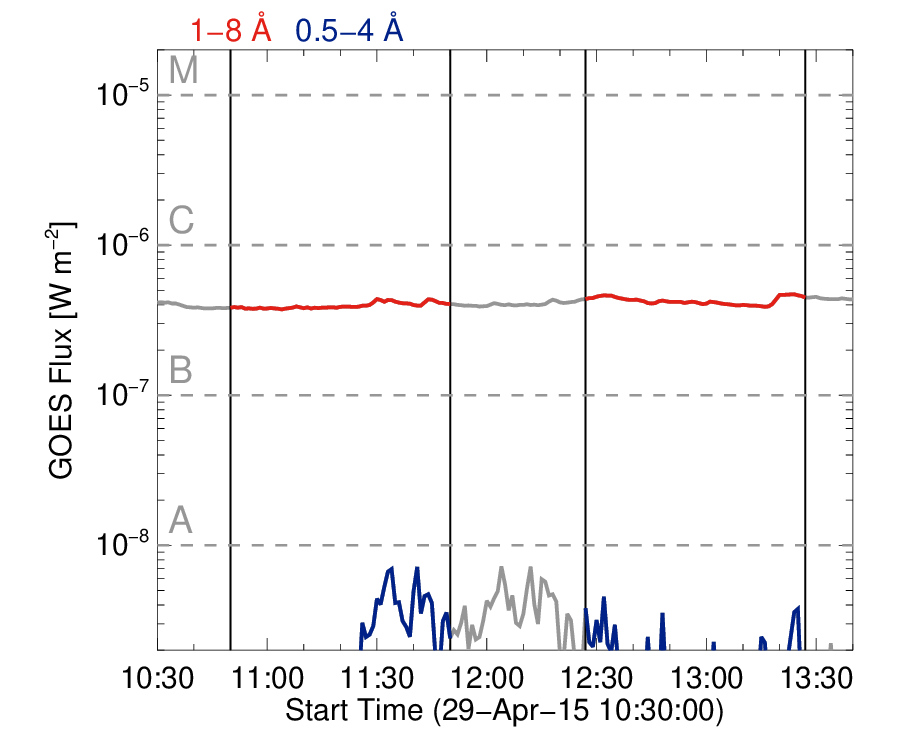 1−8 Å 0.5−4 Å
M
10⁻⁵
C
10⁻⁶
B
10⁻⁷
A
10⁻⁸
GOES Flux [W m⁻²]
10:30 11:00 11:30 12:00 12:30 13:00 13:30
Start Time (29−Apr−15 10:30:00)